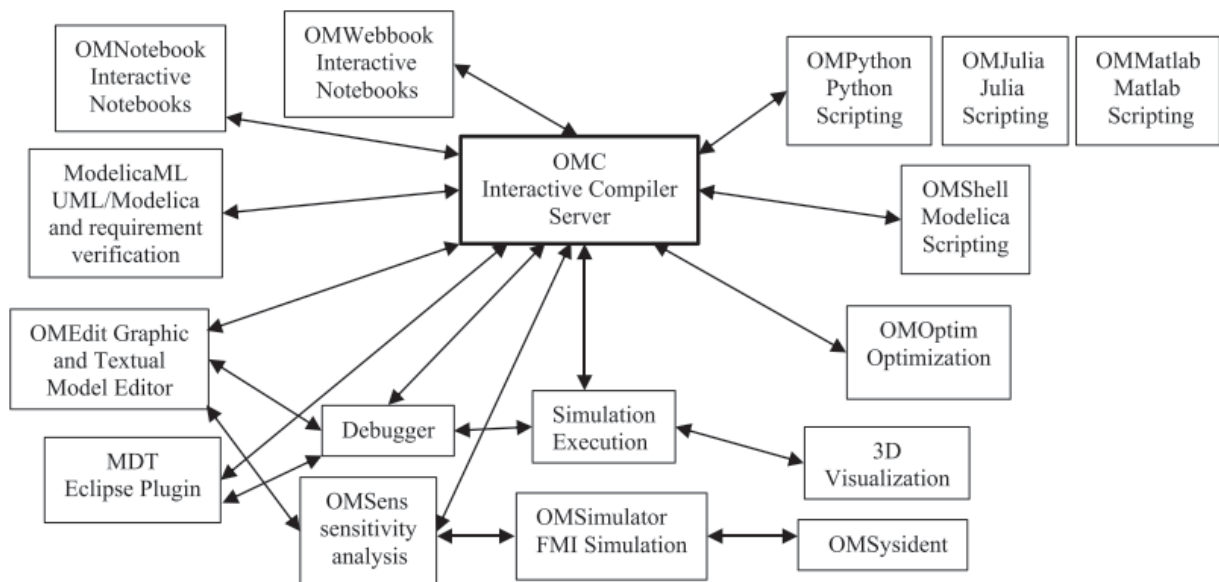 OMNotebook
Interactive
Notebooks
OMWebbook
Interactive
Notebooks
OMPython
Python
Scripting
OMJulia
Julia
Scripting
OMMatlab
Matlab
Scripting
OMC
Interactive Compiler
Server
ModelicaML
UML/Modelica
and requirement
verification
OMShell
Modelica
Scripting
OMEdit Graphic
and Textual
Model Editor
OMOptim
Optimization
Debugger
Simulation
Execution
MDT
Eclipse Plugin
3D
Visualization
OMSens
sensitivity
analysis
OMSimulator
FMI Simulation
OMSysident